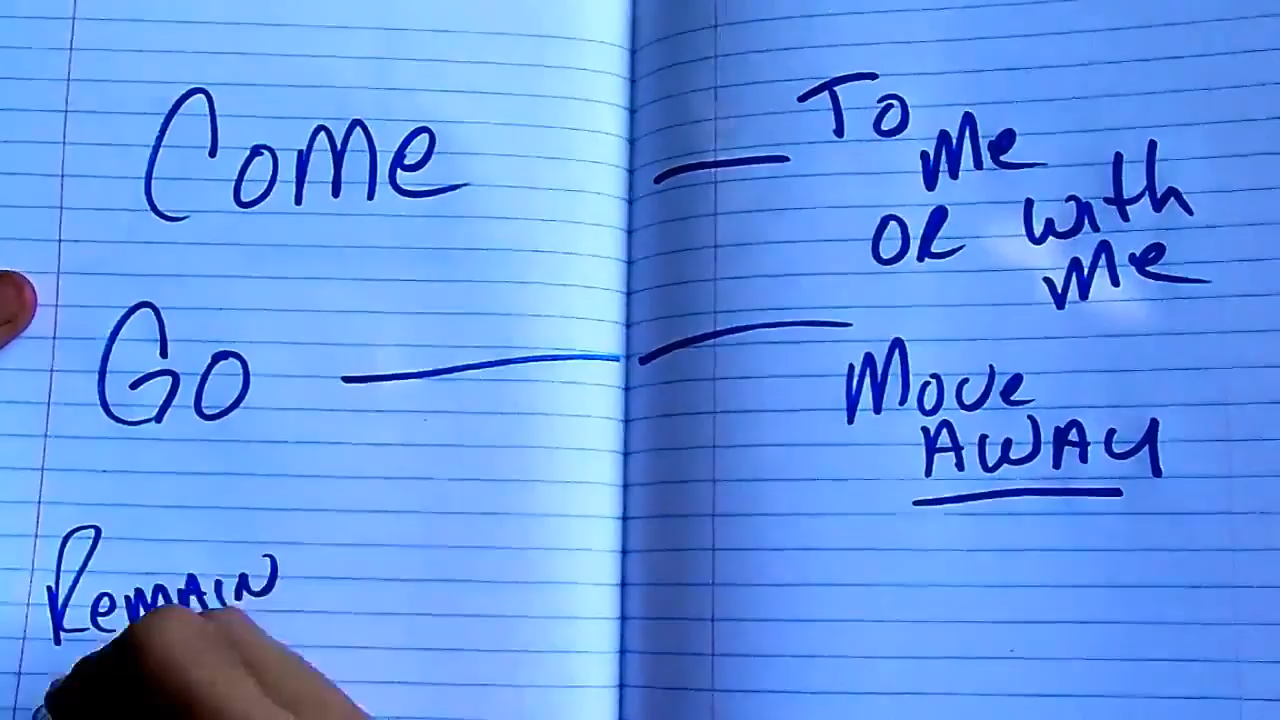 Come — To
Me
OR with
Me
Go — Move
AWAY
Remain